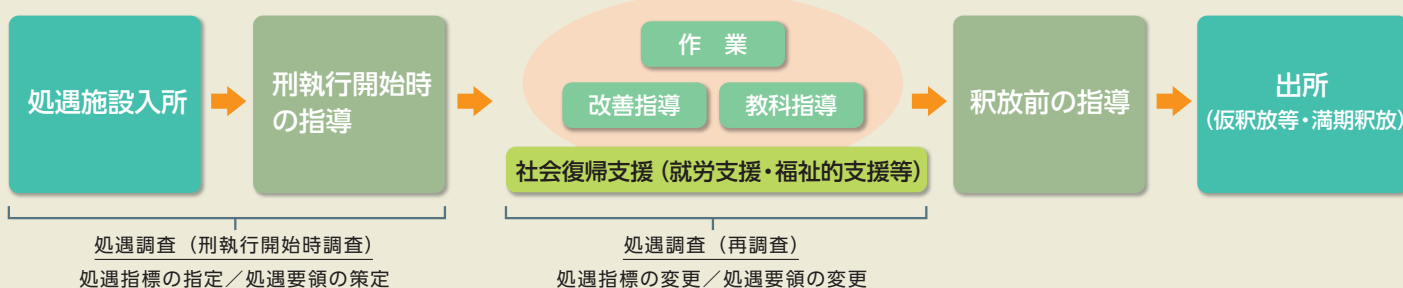 処遇施設入所
刑執行開始時
の指導
作 業
改善指導
教科指導
社会復帰支援（就労支援・福祉的支援等）
釈放前の指導
出所
（仮釈放等・満期釈放）
処遇調査（刑執行開始時調査）
処遇指標の指定／処遇要領の策定
処遇調査（再調査）
処遇指標の変更／処遇要領の変更